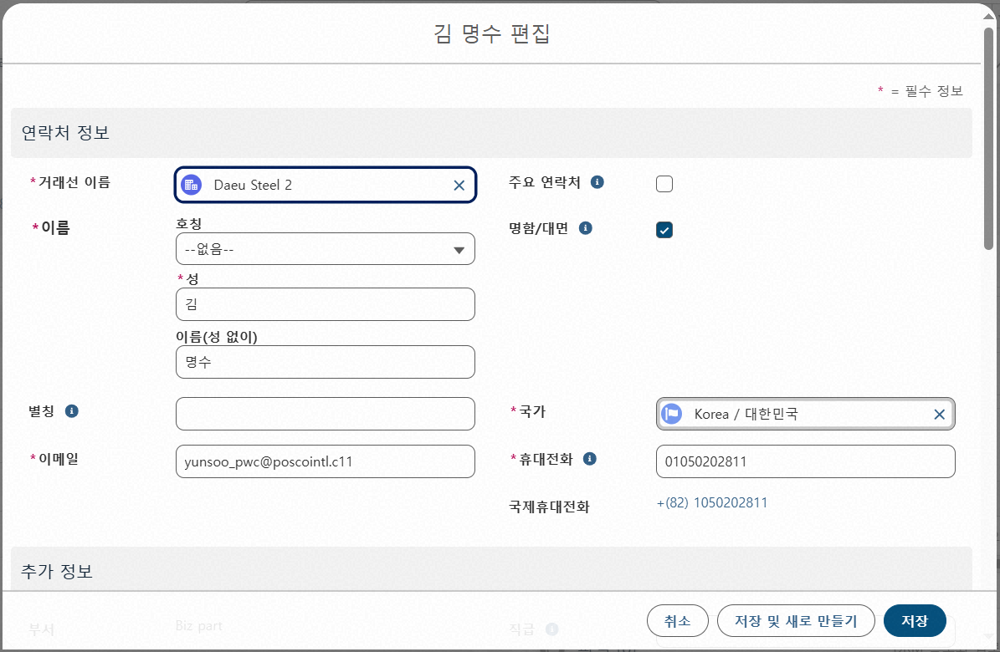 김 명수 편집
* = 필수 정보
연락처 정보
*거래선 이름
Daeu Steel 2
주요 연락처
*이름
호칭
--없음--
명함/대면
*성
김
이름(성 없이)
명수
별칭
*국가
Korea / 대한민국
*이메일
yunsoo_pwc@poscointl.c11
*휴대전화
01050202811
국제휴대전화
+(82) 1050202811
추가 정보
부서
Biz part
직급
취소
저장 및 새로 만들기
저장